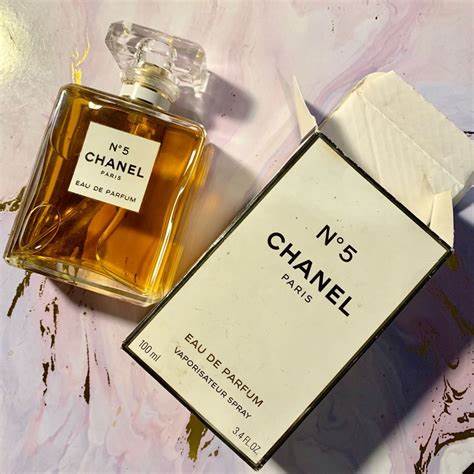 N°5
CHANEL
PARIS
EAU DE PARFUM
N°5
CHANEL
PARIS
EAU DE PARFUM
VAPORISATEUR SPRAY
100 ml
3.4 FL.OZ.